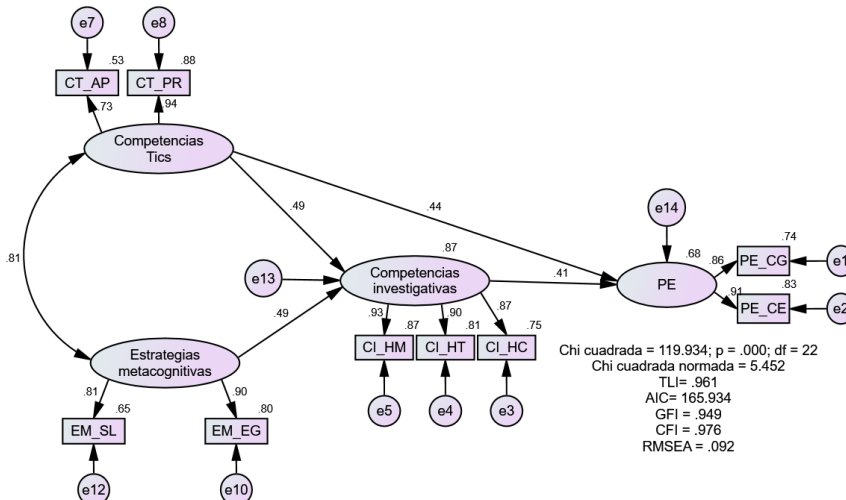 e7
e8
.53
.88
CT_AP
CT_PR
.73
.94
Competencias
Tics
.81
.49
.44
e14
.87
.68
.86
.74
PE_CG
e1
e13
Competencias
investigativas
.41
PE
.91
.83
PE_CE
e2
.49
.93
.87
.90
.81
.87
.75
CI_HM
CI_HT
CI_HC
e5
e4
e3
Estrategias
metacognitivas
.81
.65
.90
.80
EM_SL
EM_EG
e12
e10
Chi cuadrada = 119.934; p = .000; df = 22
Chi cuadrada normada = 5.452
TLI= .961
AIC= 165.934
GFI = .949
CFI = .976
RMSEA = .092